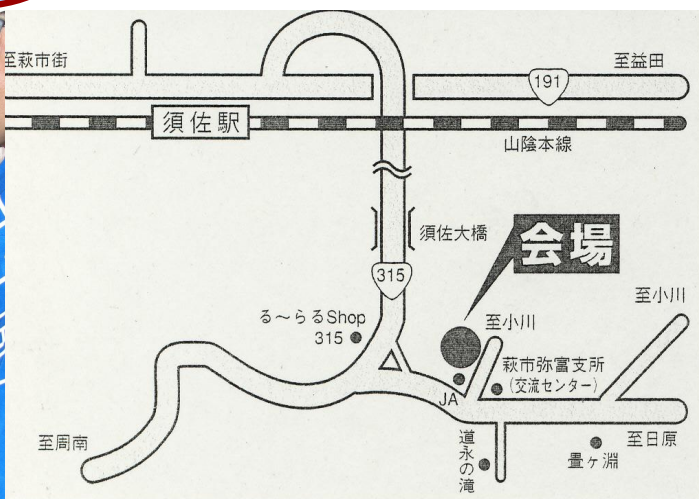 至萩市街
至益田
191
須佐駅
山陰本線
須佐大橋
会場
315
至小川
る〜らるShop
315
至小川
萩市弥富支所
(交流センター)
JA
至周南
道永の滝
畳ヶ淵
至日原